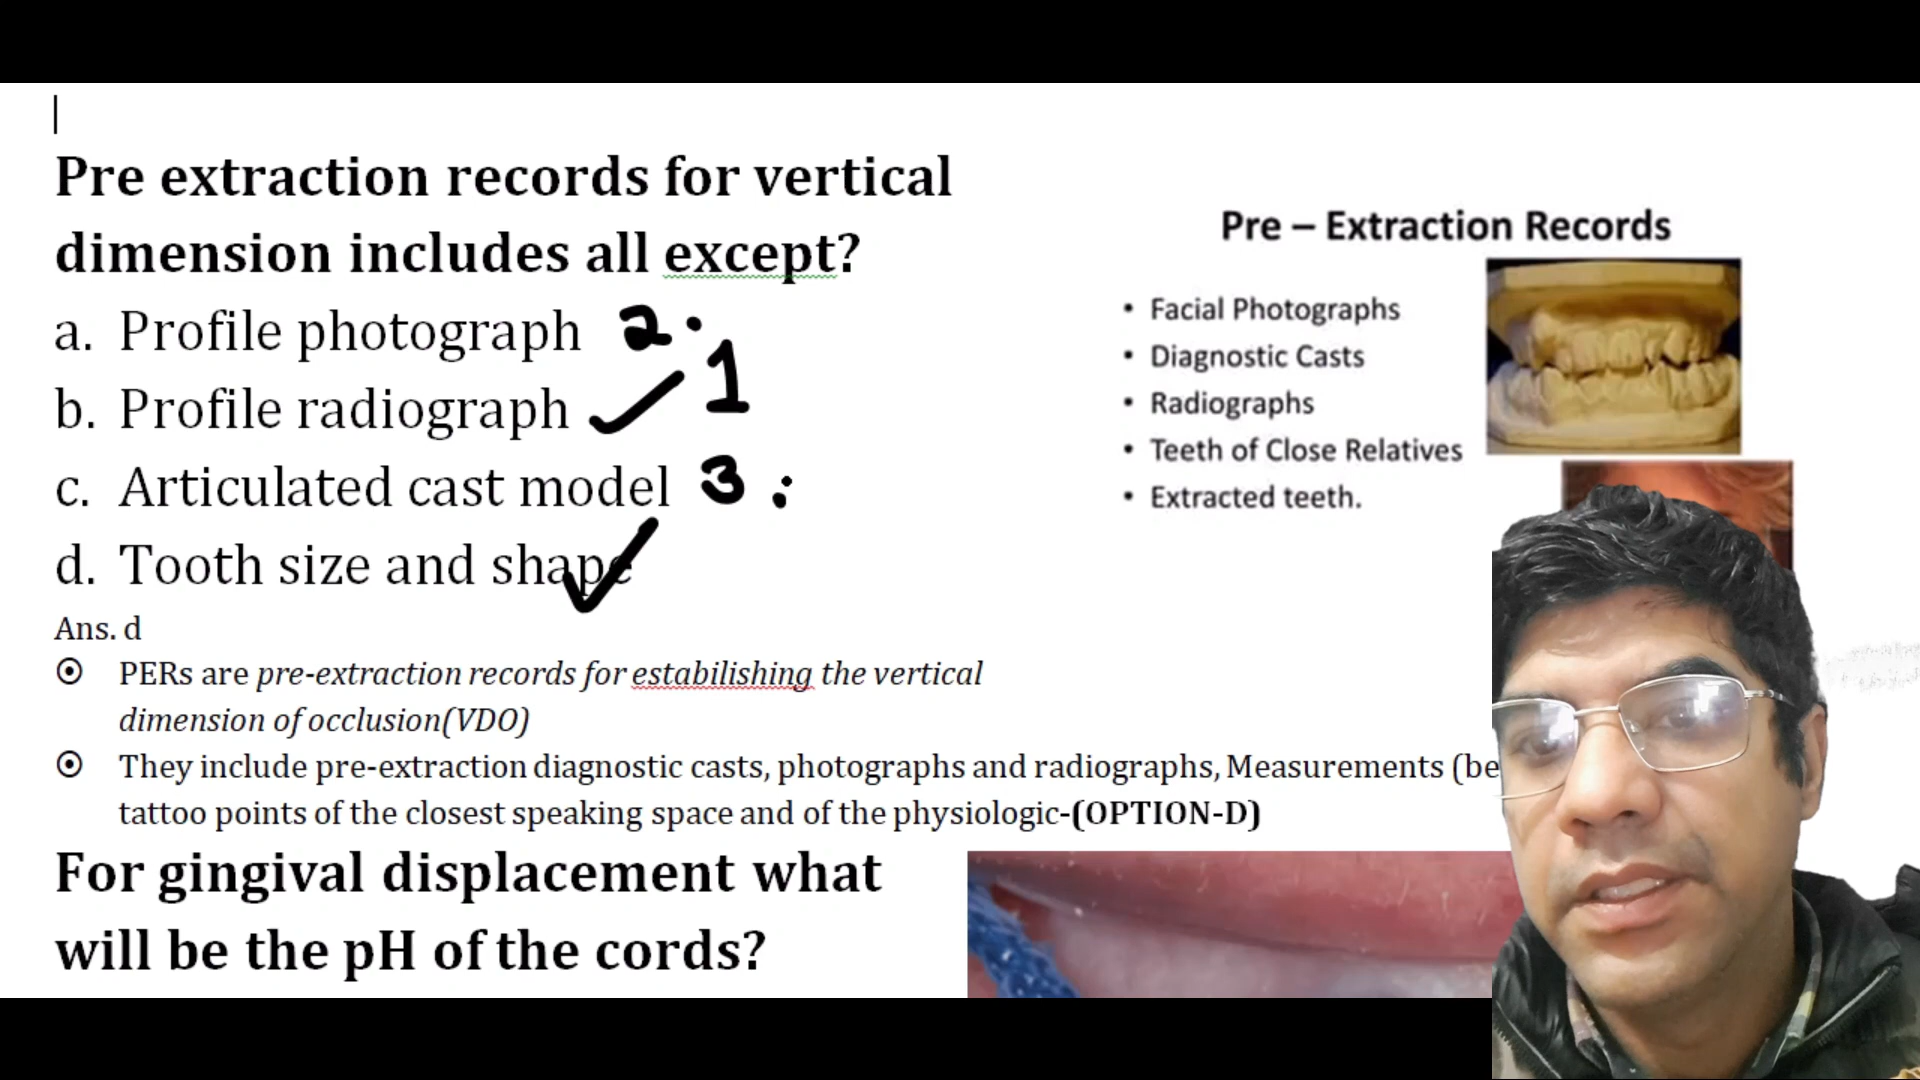 Pre extraction records for vertical
dimension includes all except?
a. Profile photograph 2.
b. Profile radiograph 1
c. Articulated cast model 3 :
d. Tooth size and shape
Ans. d
PERs are pre-extraction records for estabilishing the vertical
dimension of occlusion(VDO)
They include pre-extraction diagnostic casts, photographs and radiographs, Measurements (be
tattoo points of the closest speaking space and of the physiologic-(OPTION-D)
For gingival displacement what
will be the pH of the cords?
Pre – Extraction Records
• Facial Photographs
• Diagnostic Casts
• Radiographs
• Teeth of Close Relatives
• Extracted teeth.